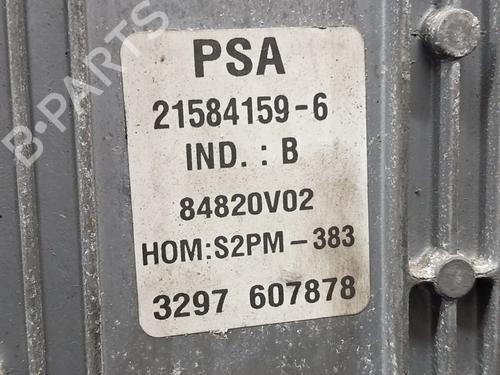 B-PARTS
PSA
21584159-6
IND. : B
84820V02
HOM:S2PM-383
3297 607878